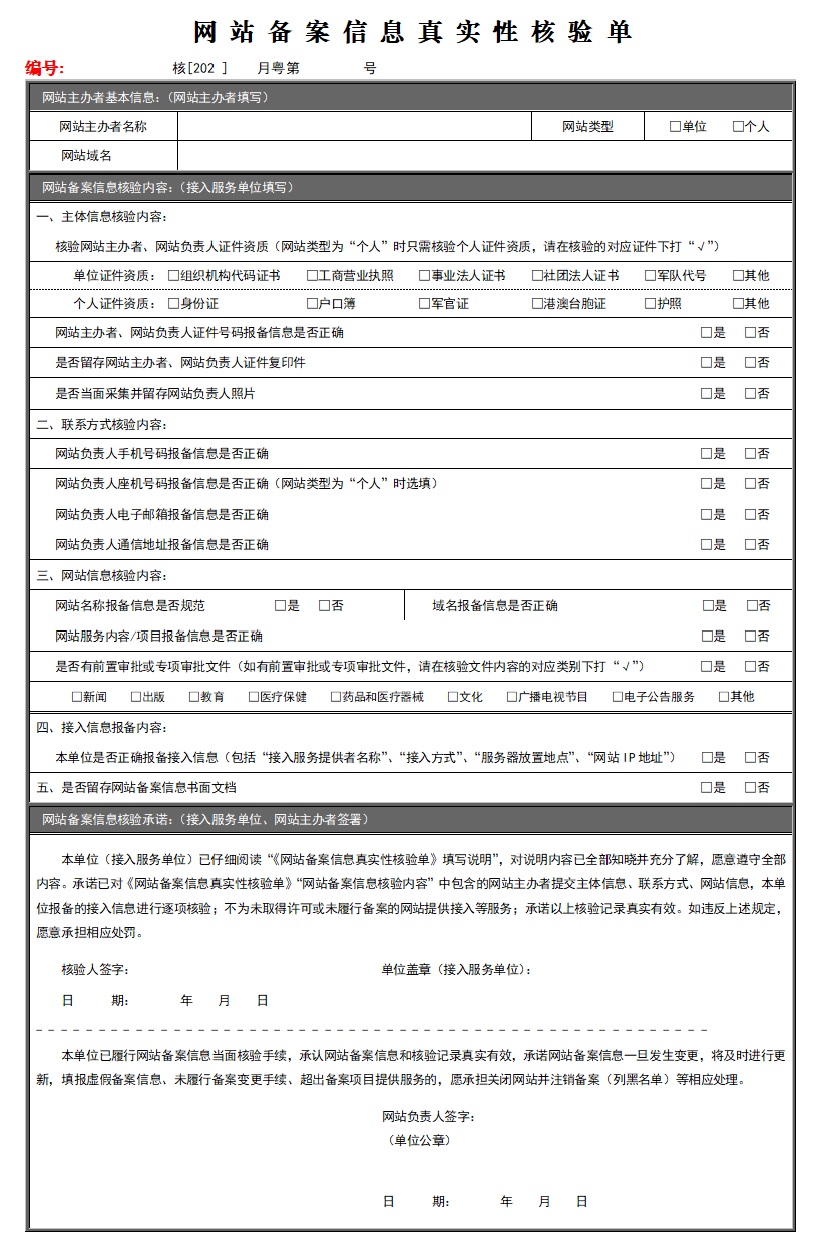 网站备案信息真实性核验单
编号: 核[202 ] 月粤第 号
网站主办者基本信息:（网站主办者填写）
网站主办者名称 网站类型 □单位 □个人
网站域名
网站备案信息核验内容:（接入服务单位填写）
一、主体信息核验内容:
核验网站主办者、网站负责人证件资质（网站类型为“个人”时只需核验个人证件资质，请在核验的对应证件下打“√”）
单位证件资质: □组织机构代码证书 □工商营业执照 □事业法人证书 □社团法人证书 □军队代号 □其他
个人证件资质: □身份证 □户口簿 □军官证 □港澳台胞证 □护照 □其他
网站主办者、网站负责人证件号码报备信息是否正确 □是 □否
是否留存网站主办者、网站负责人证件复印件 □是 □否
是否当面采集并留存网站负责人照片 □是 □否
二、联系方式核验内容:
网站负责人手机号码报备信息是否正确 □是 □否
网站负责人座机号码报备信息是否正确（网站类型为“个人”时选填） □是 □否
网站负责人电子邮箱报备信息是否正确 □是 □否
网站负责人通信地址报备信息是否正确 □是 □否
三、网站信息核验内容:
网站名称报备信息是否规范 □是 □否 域名报备信息是否正确 □是 □否
网站服务内容/项目报备信息是否正确 □是 □否
是否有前置审批或专项审批文件（如有前置审批或专项审批文件，请在核验文件内容的对应类别下打“√”） □是 □否
□新闻 □出版 □教育 □医疗保健 □药品和医疗器械 □文化 □广播电视节目 □电子公告服务 □其他
四、接入信息报备内容:
本单位是否正确报备接入信息（包括“接入服务提供者名称”、“接入方式”、“服务器放置地点”、“网站IP地址”） □是 □否
五、是否留存网站备案信息书面文档 □是 □否
网站备案信息核验承诺:（接入服务单位、网站主办者签署）
本单位（接入服务单位）已仔细阅读“《网站备案信息真实性核验单》填写说明”，对说明内容已全部知晓并充分了解，愿意遵守全部
内容。承诺已对《网站备案信息真实性核验单》“网站备案信息核验内容”中包含的网站主办者提交主体信息、联系方式、网站信息，本单
位报备的接入信息进行逐项核验；不为未取得许可或未履行备案的网站提供接入等服务；承诺以上核验记录真实有效。如违反上述规定，
愿意承担相应处罚。
核验人签字: 单位盖章（接入服务单位）:
日 期: 年 月 日
本单位已履行网站备案信息当面核验手续，承认网站备案信息和核验记录真实有效，承诺网站备案信息一旦发生变更，将及时进行更
新，填报虚假备案信息、未履行备案变更手续、超出备案项目提供服务的，愿承担关闭网站并注销备案（列黑名单）等相应处理。
网站负责人签字:
（单位公章）
日 期: 年 月 日